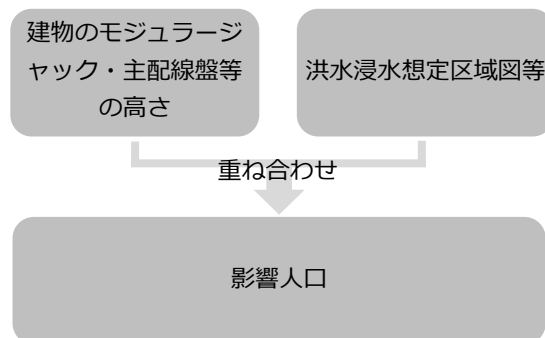 建物のモジュラージ
ャック・主配線盤等
の高さ
洪水浸水想定区域図等
重ね合わせ
影響人口